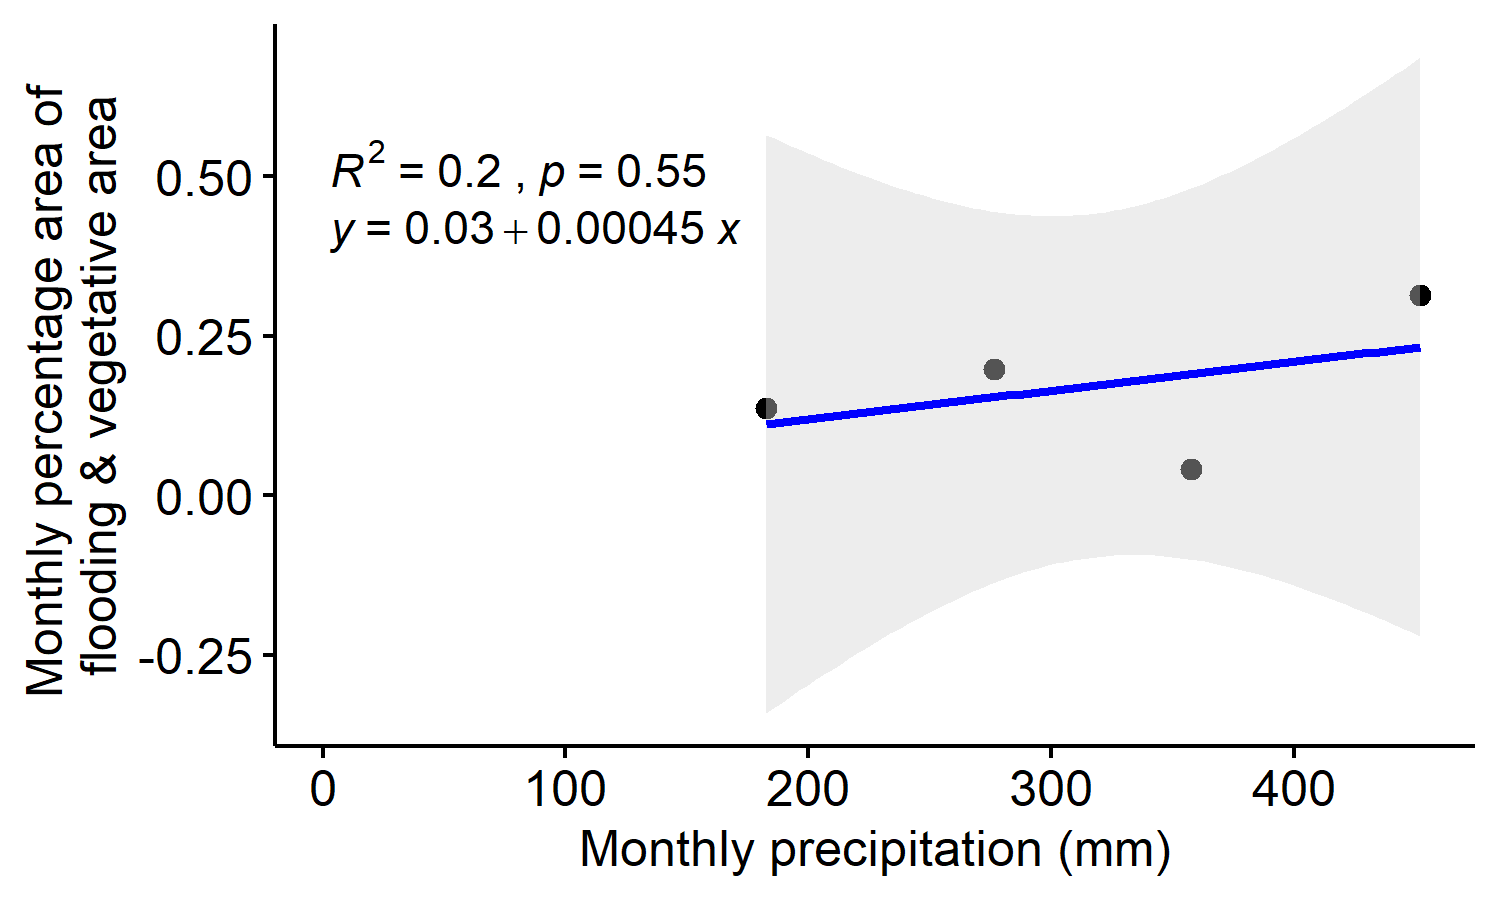 Monthly percentage area of
flooding & vegetative area
0.50
0.25
0.00
-0.25
R² = 0.2 , p = 0.55
y = 0.03 + 0.00045 x
0 100 200 300 400
Monthly precipitation (mm)